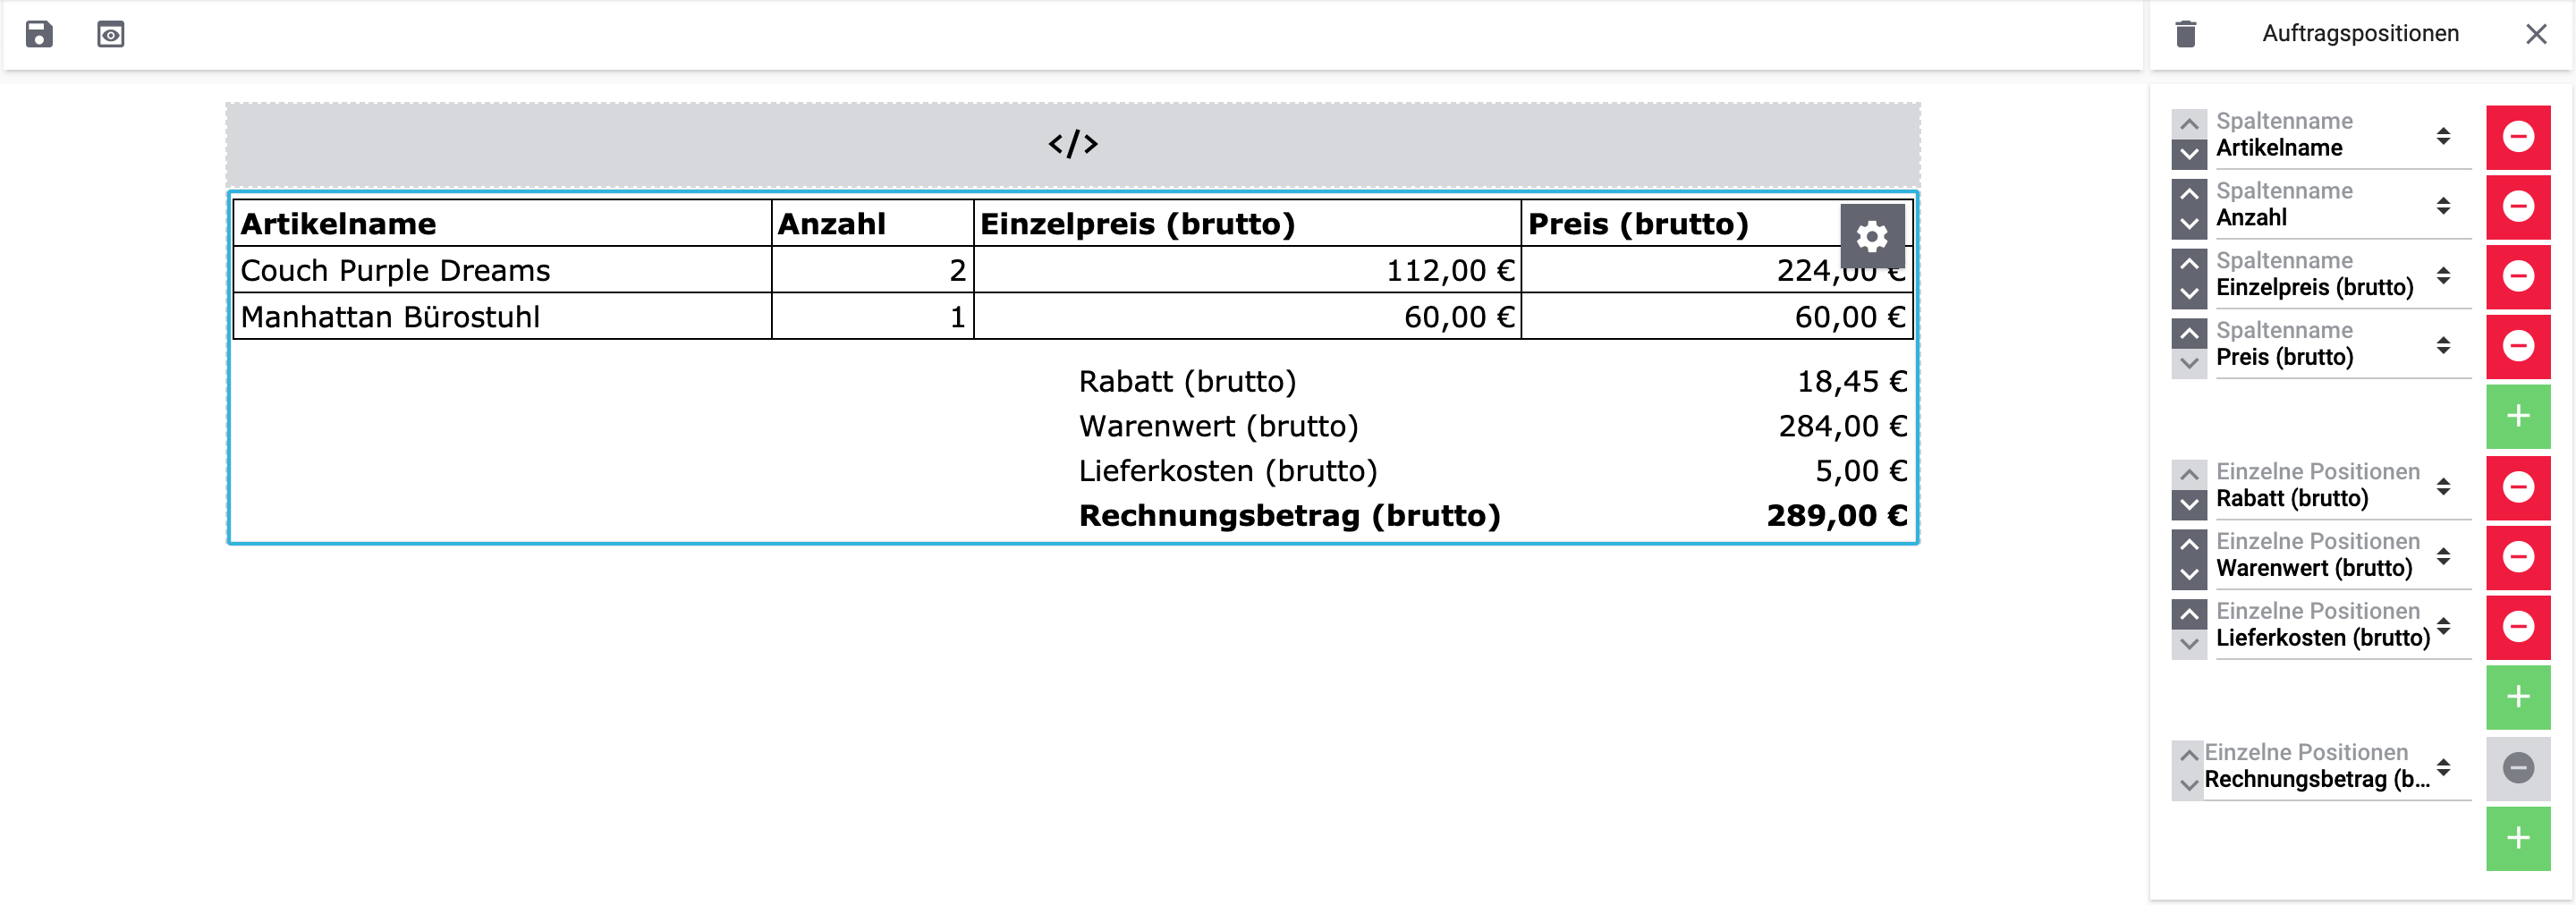 Auftragspositionen
</>
Artikelname Anzahl Einzelpreis (brutto) Preis (brutto)
Couch Purple Dreams 2 112,00 € 224,00 €
Manhattan Bürostuhl 1 60,00 € 60,00 €
Rabatt (brutto) 18,45 €
Warenwert (brutto) 284,00 €
Lieferkosten (brutto) 5,00 €
Rechnungsbetrag (brutto) 289,00 €
Spaltenname
Artikelname
Spaltenname
Anzahl
Spaltenname
Einzelpreis (brutto)
Spaltenname
Preis (brutto)
Einzelne Positionen
Rabatt (brutto)
Einzelne Positionen
Warenwert (brutto)
Einzelne Positionen
Lieferkosten (brutto)
Einzelne Positionen
Rechnungsbetrag (b...